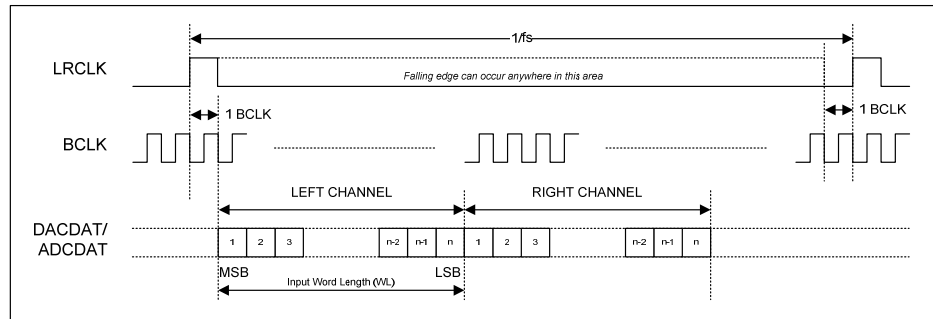 1/fs
LRCLK
Falling edge can occur anywhere in this area
1 BCLK
1 BCLK
BCLK
LEFT CHANNEL
RIGHT CHANNEL
DACDAT/
ADCDAT
1 2 3 n-2 n-1 n 1 2 3 n-2 n-1 n
MSB LSB
Input Word Length (WL)